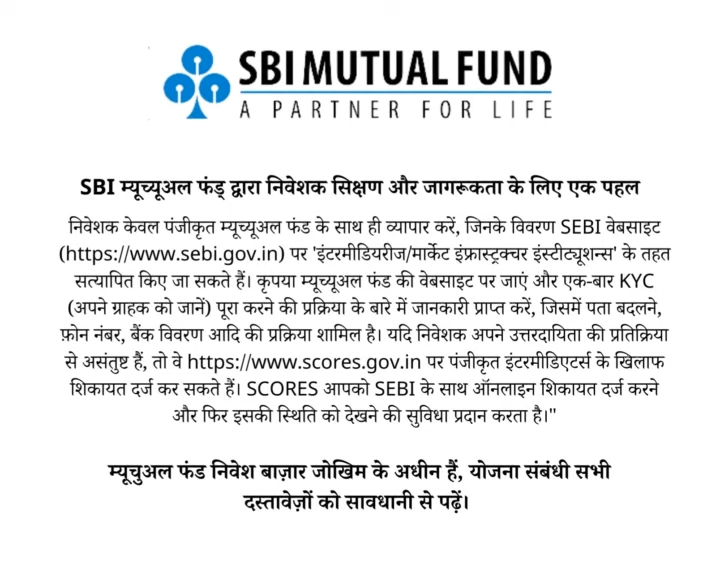 SBI MUTUAL FUND
A PARTNER FOR LIFE
SBI म्यूच्यूअल फंड् द्वारा निवेशक सिक्षण और जागरूकता के लिए एक पहल
निवेशक केवल पंजीकृत म्यूच्यूअल फंड के साथ ही व्यापार करें, जिनके विवरण SEBI वेबसाइट
(https://www.sebi.gov.in) पर 'इंटरमीडियरीज/मार्केट इंफ्रास्ट्रक्चर इंस्टीट्यूशन्स' के तहत
सत्यापित किए जा सकते हैं। कृपया म्यूच्यूअल फंड की वेबसाइट पर जाएं और एक-बार KYC
(अपने ग्राहक को जानें) पूरा करने की प्रक्रिया के बारे में जानकारी प्राप्त करें, जिसमें पता बदलने,
फ़ोन नंबर, बैंक विवरण आदि की प्रक्रिया शामिल है। यदि निवेशक अपने उत्तरदायिता की प्रतिक्रिया
से असंतुष्ट हैं, तो वे https://www.scores.gov.in पर पंजीकृत इंटरमीडिएटर्स के खिलाफ
शिकायत दर्ज कर सकते हैं। SCORES आपको SEBI के साथ ऑनलाइन शिकायत दर्ज करने
और फिर इसकी स्थिति को देखने की सुविधा प्रदान करता है।"
म्यूचुअल फंड निवेश बाज़ार जोखिम के अधीन हैं, योजना संबंधी सभी
दस्तावेज़ों को सावधानी से पढ़ें।